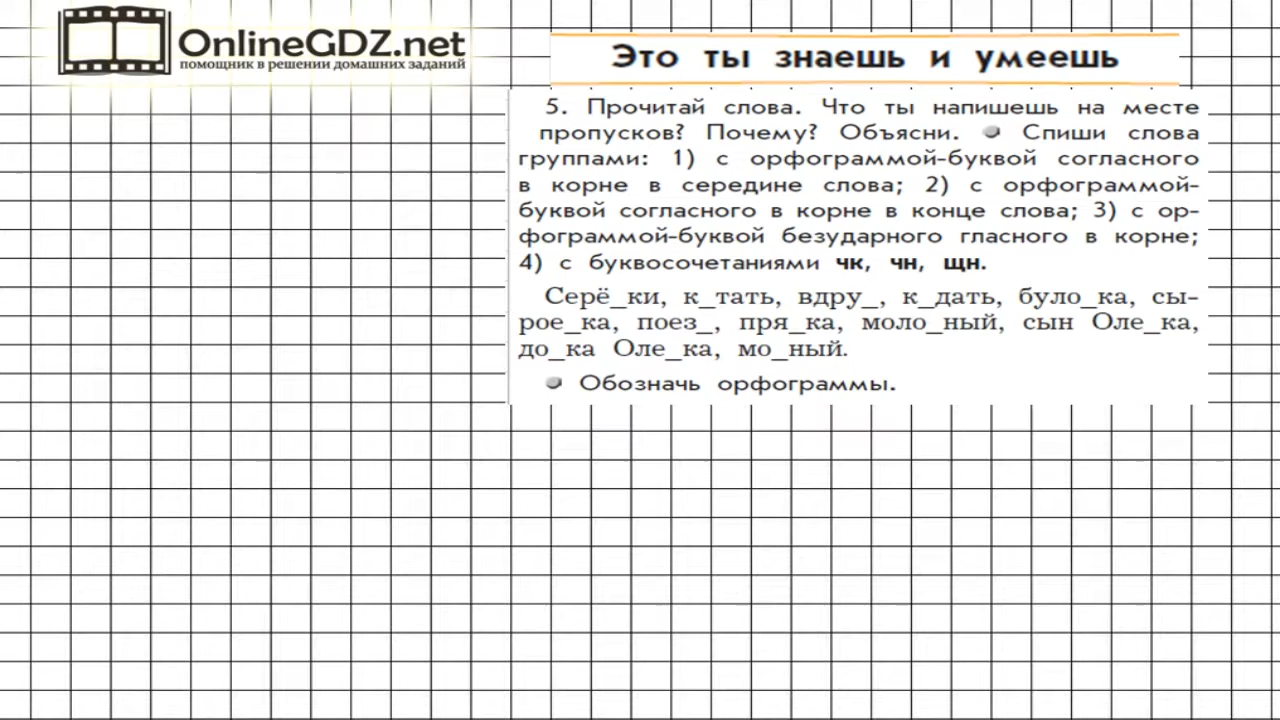 OnlineGDZ.net
помощник в решении домашних заданий
Это ты знаешь и умеешь
5. Прочитай слова. Что ты напишешь на месте
пропусков? Почему? Объясни. Спиши слова
группами: 1) с орфограммой-буквой согласного
в корне в середине слова; 2) с орфограммой-
буквой согласного в корне в конце слова; 3) с ор-
фограммой-буквой безударного гласного в корне;
4) с буквосочетаниями чк, чн, щн.
Серё_ки, к_тать, вдру_, к_дать, було_ка, сы-
рое_ка, поез_, пря_ка, моло_ный, сын Оле_ка,
до_ка Оле_ка, мо_ный.
Обозначь орфограммы.